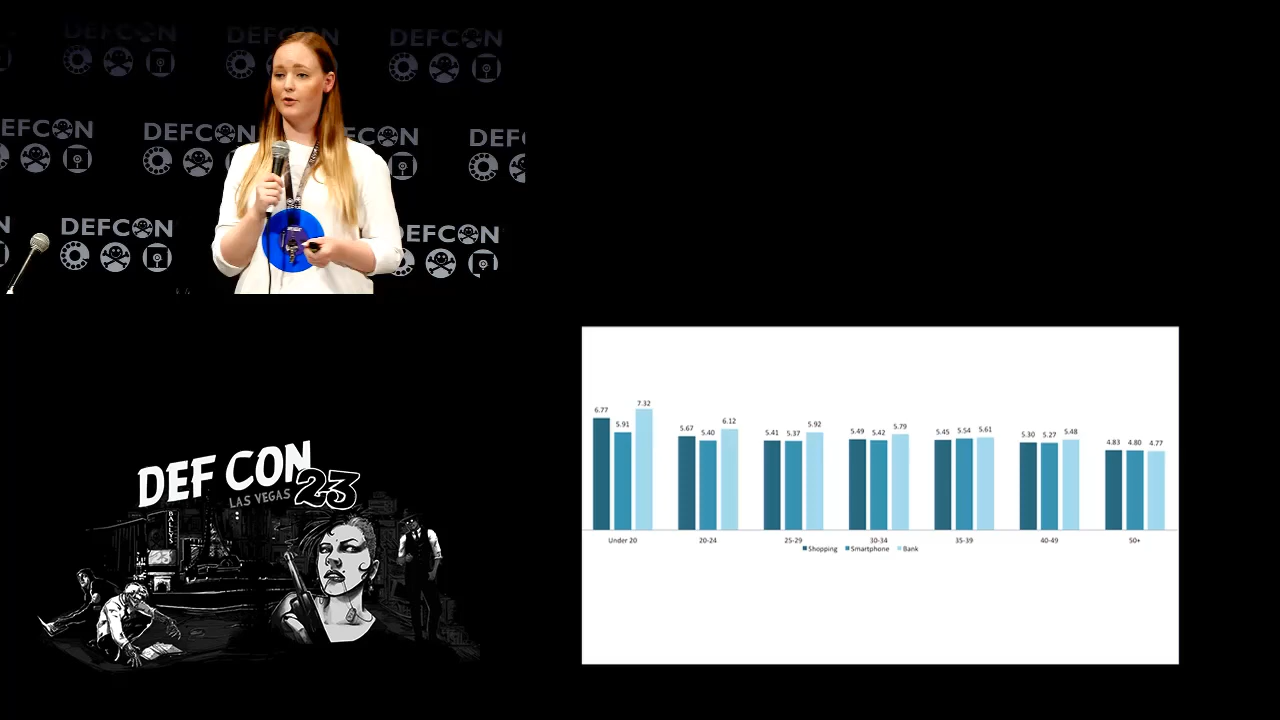 DEFCON DEFCON DEFCON
DEFCON DEFCON DEFCON DEF
DEFCON DEFCON
DEF CON 23
LAS VEGAS
BALLYS
6.77 5.91 7.32 5.67 5.40 6.12 5.41 5.37 5.92 5.49 5.42 5.79 5.45 5.54 5.61 5.30 5.27 5.48 4.83 4.80 4.77
Under 20 20-24 25-29 30-34 35-39 40-49 50+
Shopping Smartphone Bank